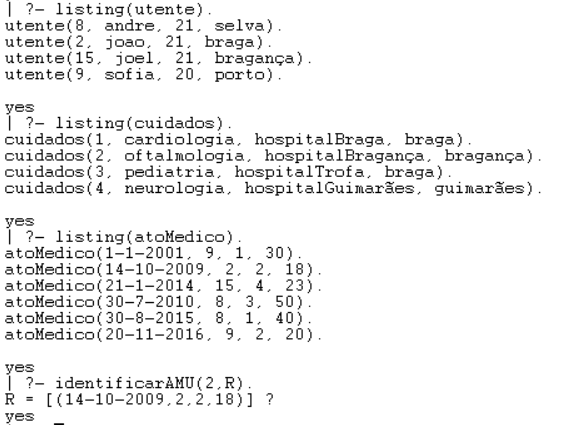 | ?- listing(utente).
utente(8, andre, 21, selva).
utente(2, joao, 21, braga).
utente(15, joel, 21, bragança).
utente(9, sofia, 20, porto).
yes
| ?- listing(cuidados).
cuidados(1, cardiologia, hospitalBraga, braga).
cuidados(2, oftalmologia, hospitalBragança, bragança).
cuidados(3, pediatria, hospitalTrofa, braga).
cuidados(4, neurologia, hospitalGuimarães, guimarães).
yes
| ?- listing(atoMedico).
atoMedico(1-1-2001, 9, 1, 30).
atoMedico(14-10-2009, 2, 2, 18).
atoMedico(21-1-2014, 15, 4, 23).
atoMedico(30-7-2010, 8, 3, 50).
atoMedico(30-8-2015, 8, 1, 40).
atoMedico(20-11-2016, 9, 2, 20).
yes
| ?- identificarAMU(2,R).
R = [(14-10-2009,2,2,18)] ?
yes